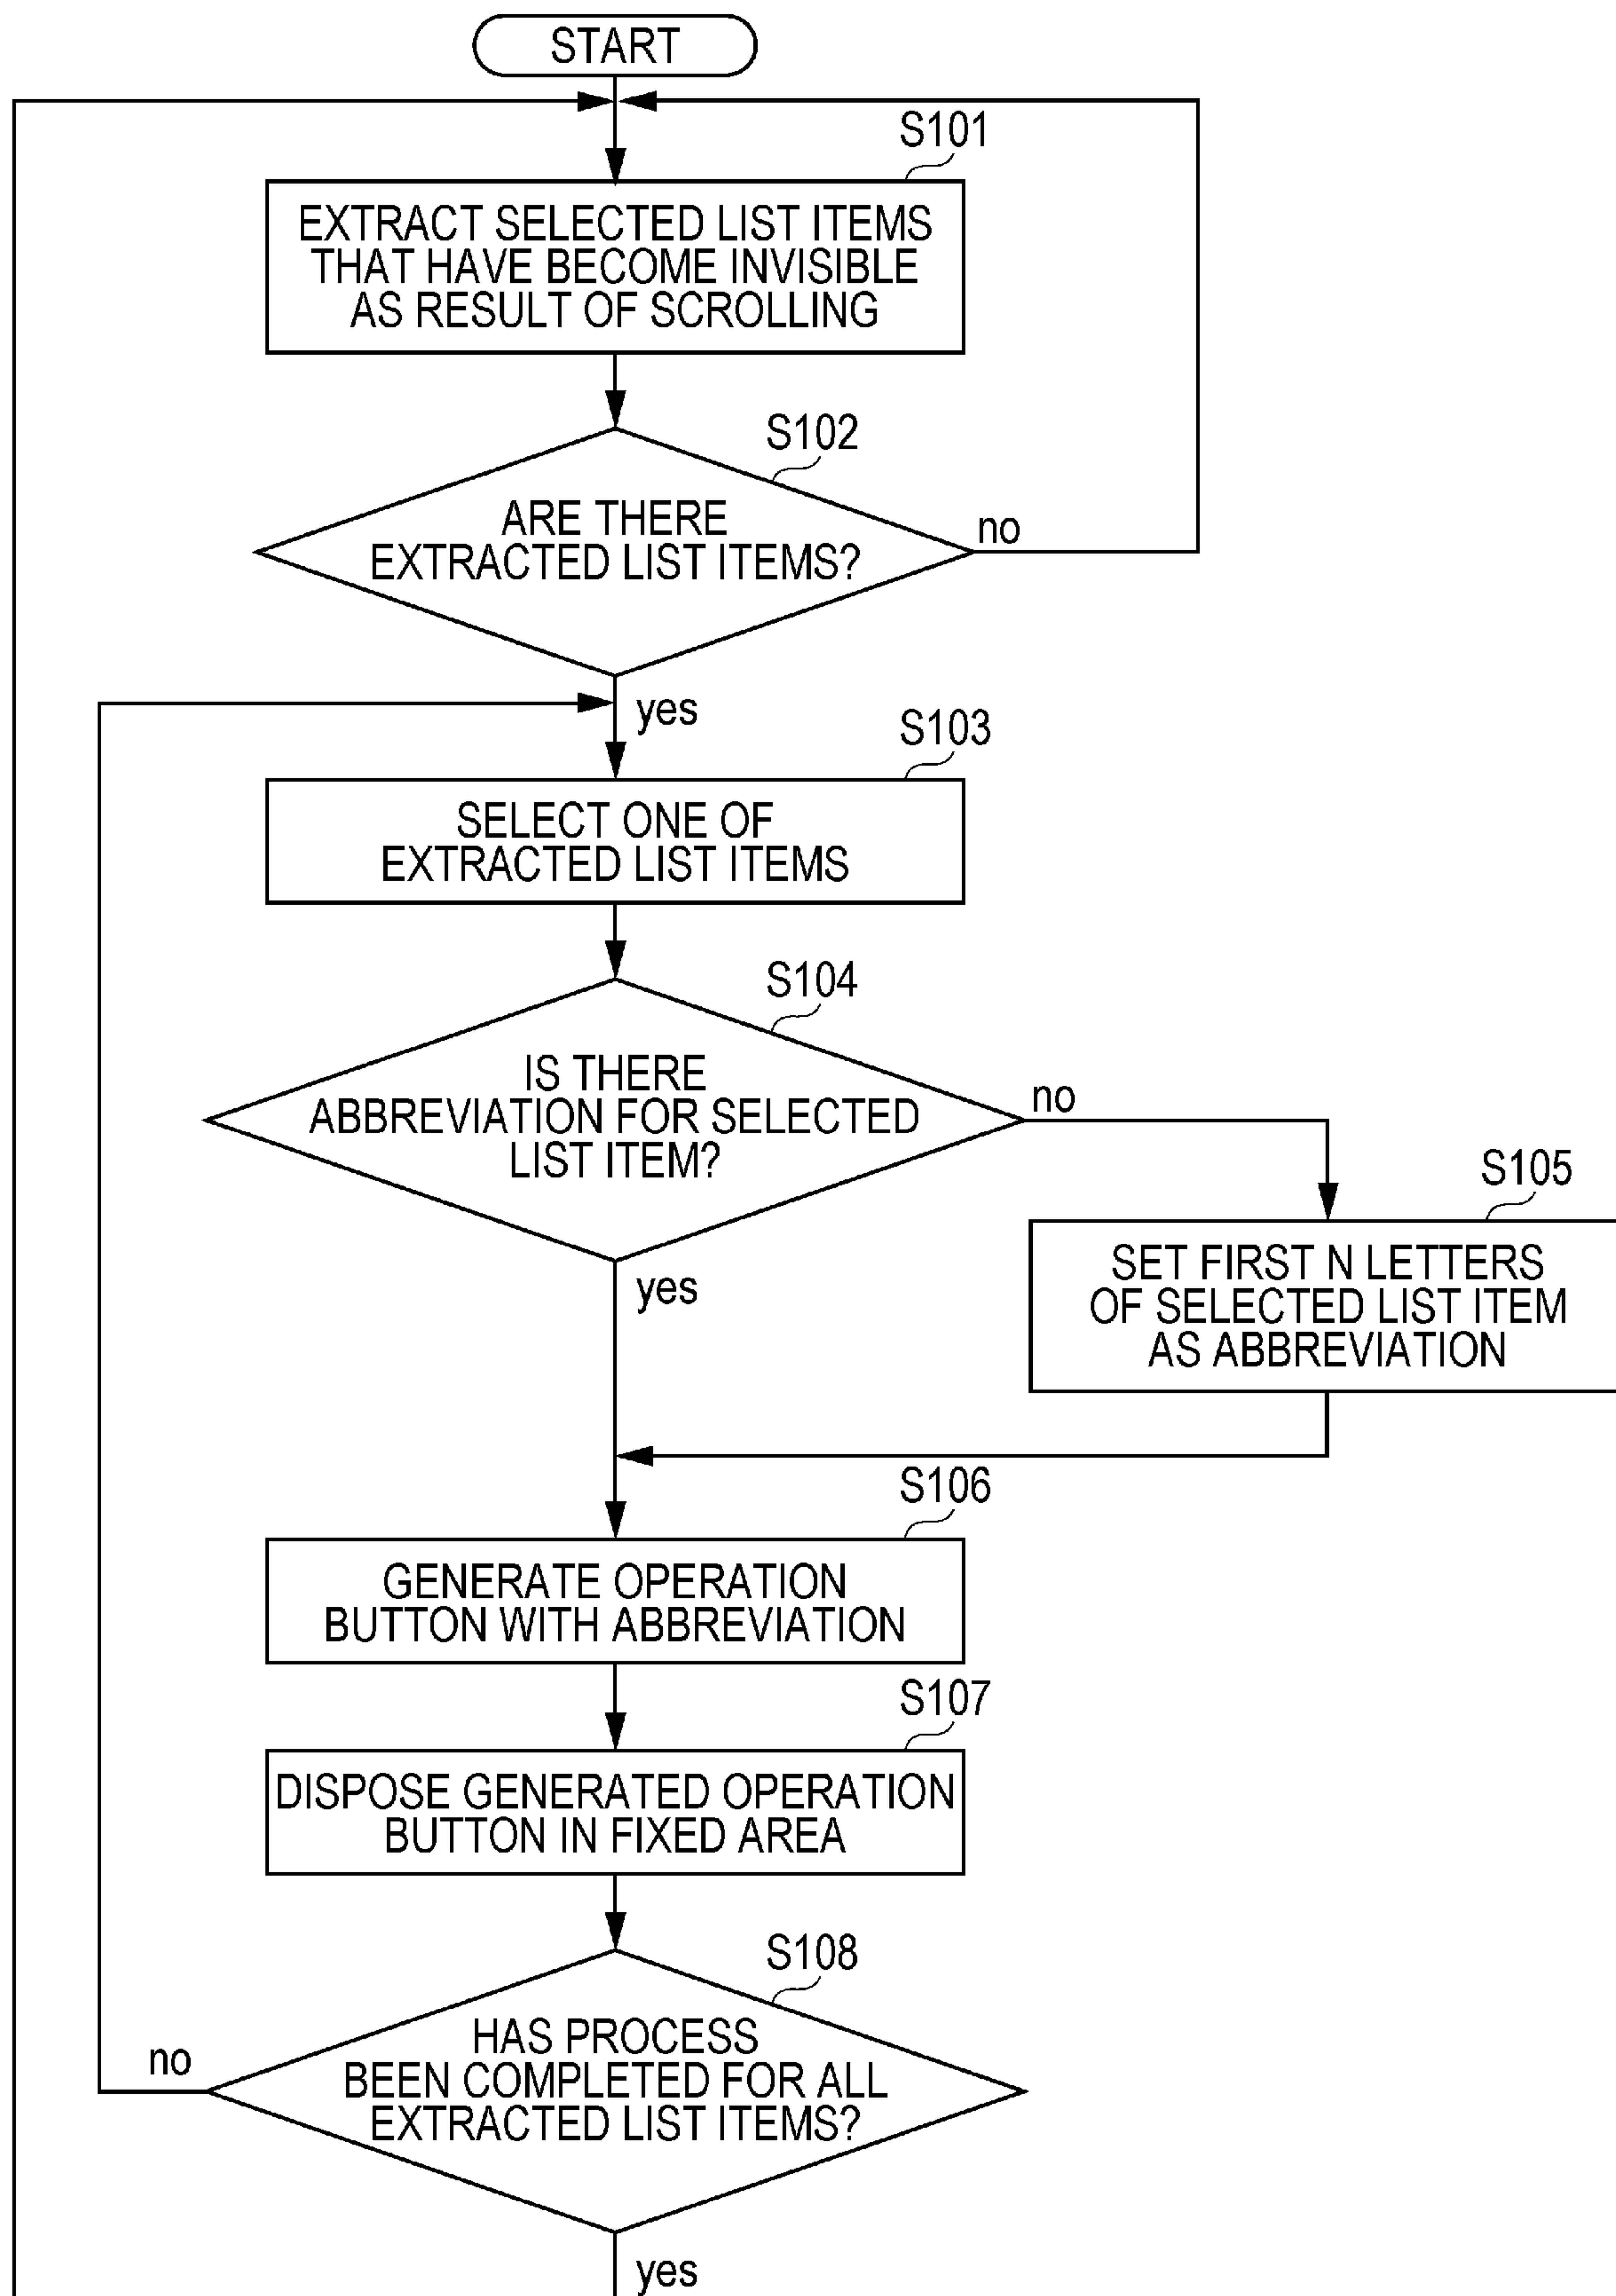 START
S101
EXTRACT SELECTED LIST ITEMS
THAT HAVE BECOME INVISIBLE
AS RESULT OF SCROLLING
S102
ARE THERE
EXTRACTED LIST ITEMS?
no
yes
S103
SELECT ONE OF
EXTRACTED LIST ITEMS
S104
IS THERE
ABBREVIATION FOR SELECTED
LIST ITEM?
no
yes
S105
SET FIRST N LETTERS
OF SELECTED LIST ITEM
AS ABBREVIATION
S106
GENERATE OPERATION
BUTTON WITH ABBREVIATION
S107
DISPOSE GENERATED OPERATION
BUTTON IN FIXED AREA
S108
HAS PROCESS
BEEN COMPLETED FOR ALL
EXTRACTED LIST ITEMS?
no
yes